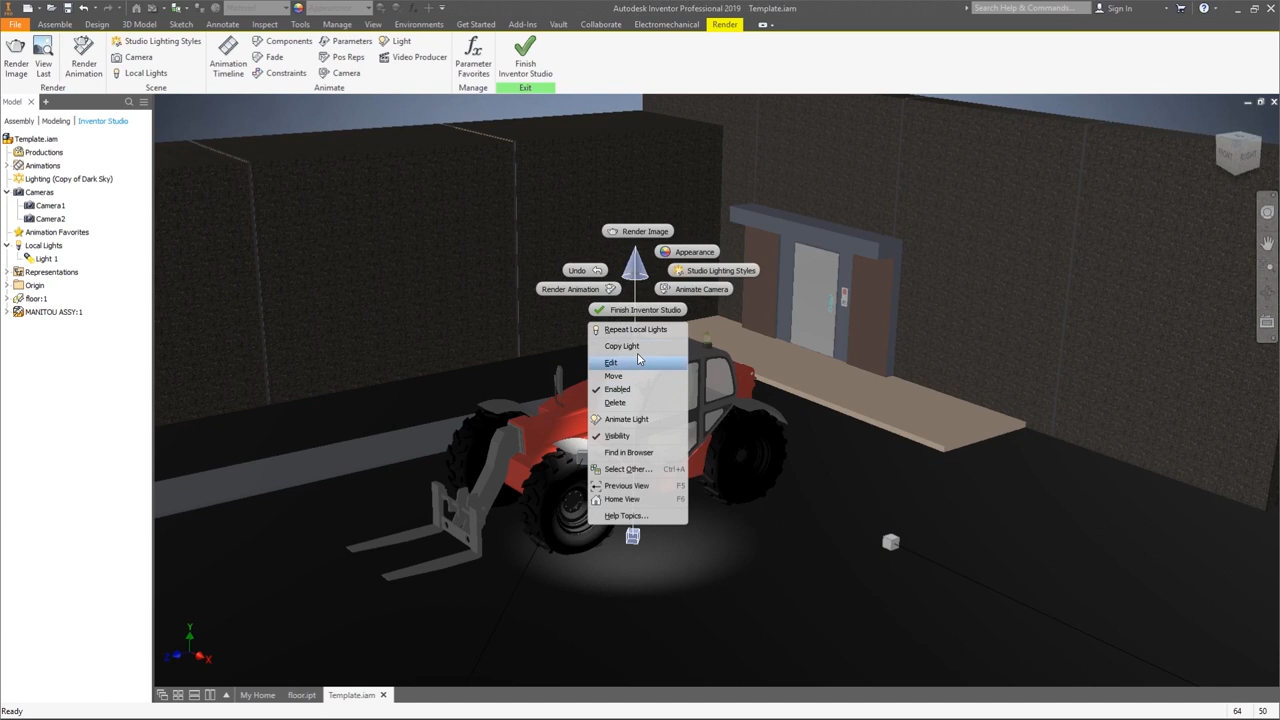 Autodesk Inventor Professional 2019 Template.iam
Search Help & Commands...
Sign In
File Assemble Design 3D Model Sketch Annotate Inspect Tools Manage View Environments Get Started Add-Ins Vault Collaborate Electromechanical Render
Render Image
View Last
Render Animation
Studio Lighting Styles
Camera
Local Lights
Animation Timeline
Components
Fade
Constraints
Parameters
Pos Reps
Camera
Light
Video Producer
Parameter Favorites
Finish Inventor Studio
Render Scene Animate Manage Exit
Model
Assembly Modeling Inventor Studio
Template.iam
Productions
Animations
Lighting (Copy of Dark Sky)
Cameras
Camera1
Camera2
Animation Favorites
Local Lights
Light 1
Representations
Origin
floor:1
MANITOU ASSY:1
FRONT RIGHT
Render Image
Appearance
Undo
Studio Lighting Styles
Render Animation
Animate Camera
Finish Inventor Studio
Repeat Local Lights
Copy Light
Edit
Move
Enabled
Delete
Animate Light
Visibility
Find in Browser
Select Other... Ctrl+A
Previous View F5
Home View F6
Help Topics...
Y
Z
X
My Home floor.ipt Template.iam
Ready 64 50